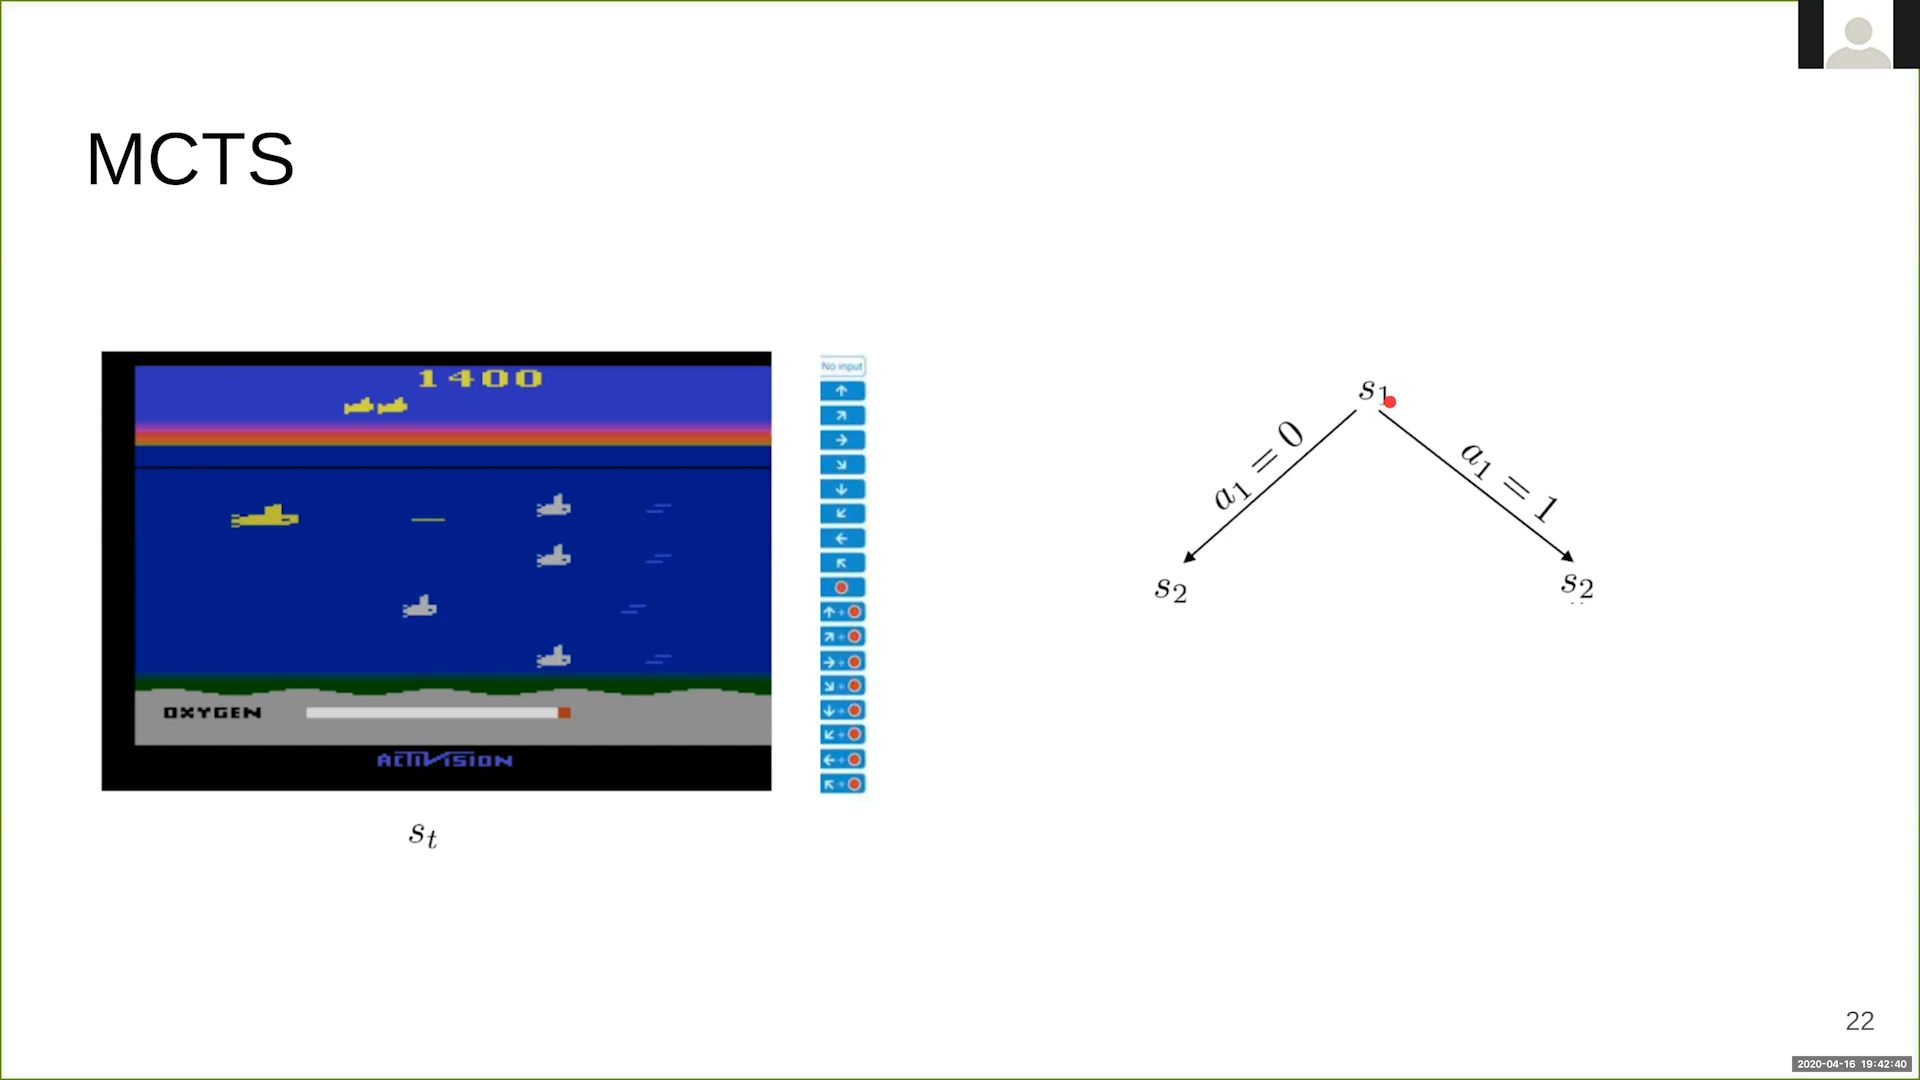 MCTS
1400
OXYGEN
ACTIVISION
No input
s_t
s_1
a_1 = 0
a_1 = 1
s_2
s_2
22
2020-04-16 19:42:40